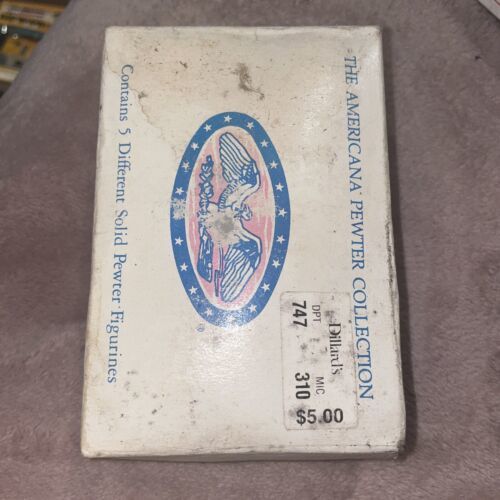 THE AMERICANA PEWTER COLLECTION
®
Contains 5 Different Solid Pewter Figurines
Dillard's
DPT MIC
747 310
$5.00